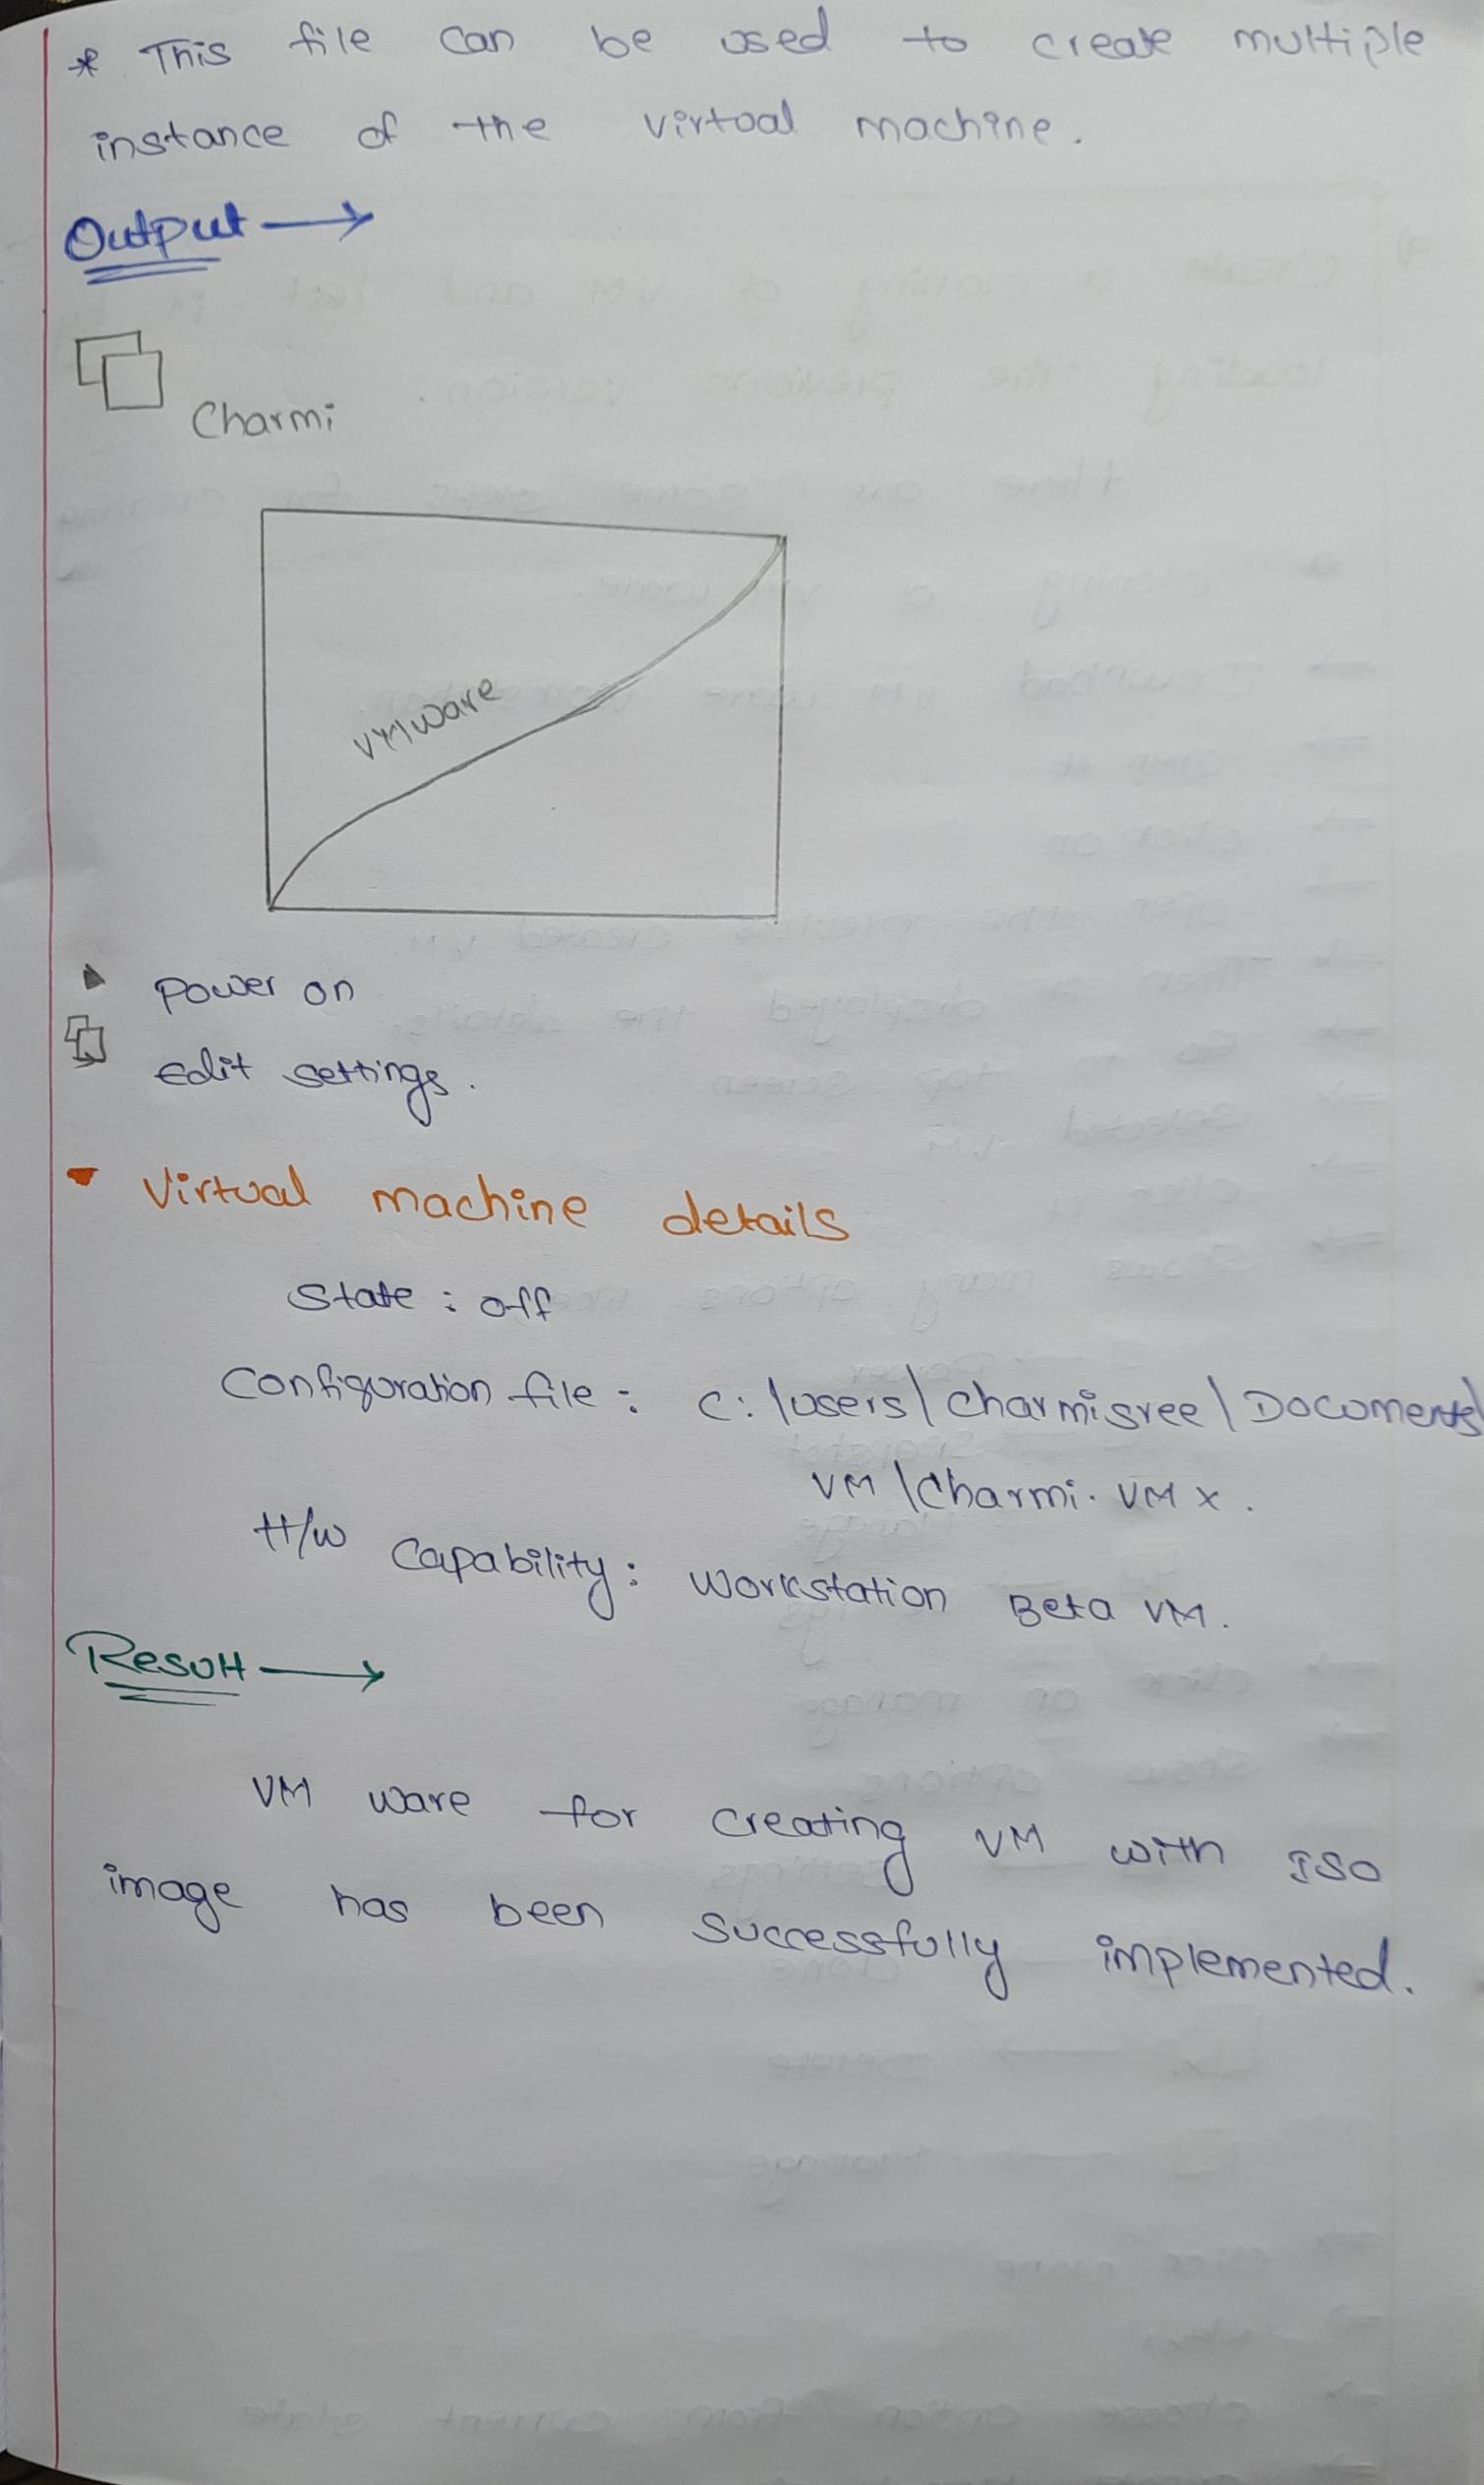 * This file can be used to create multiple
instance of the virtual machine.
Output →
Charmi
VMware
Power on
Edit settings.
Virtual machine details
State : off
Configuration file : C:\users\charmisree\Documents\
VM\Charmi.VMX.
H/w Capability: Workstation Beta VM.
Result →
VM ware for creating VM with ISO
image has been successfully implemented.